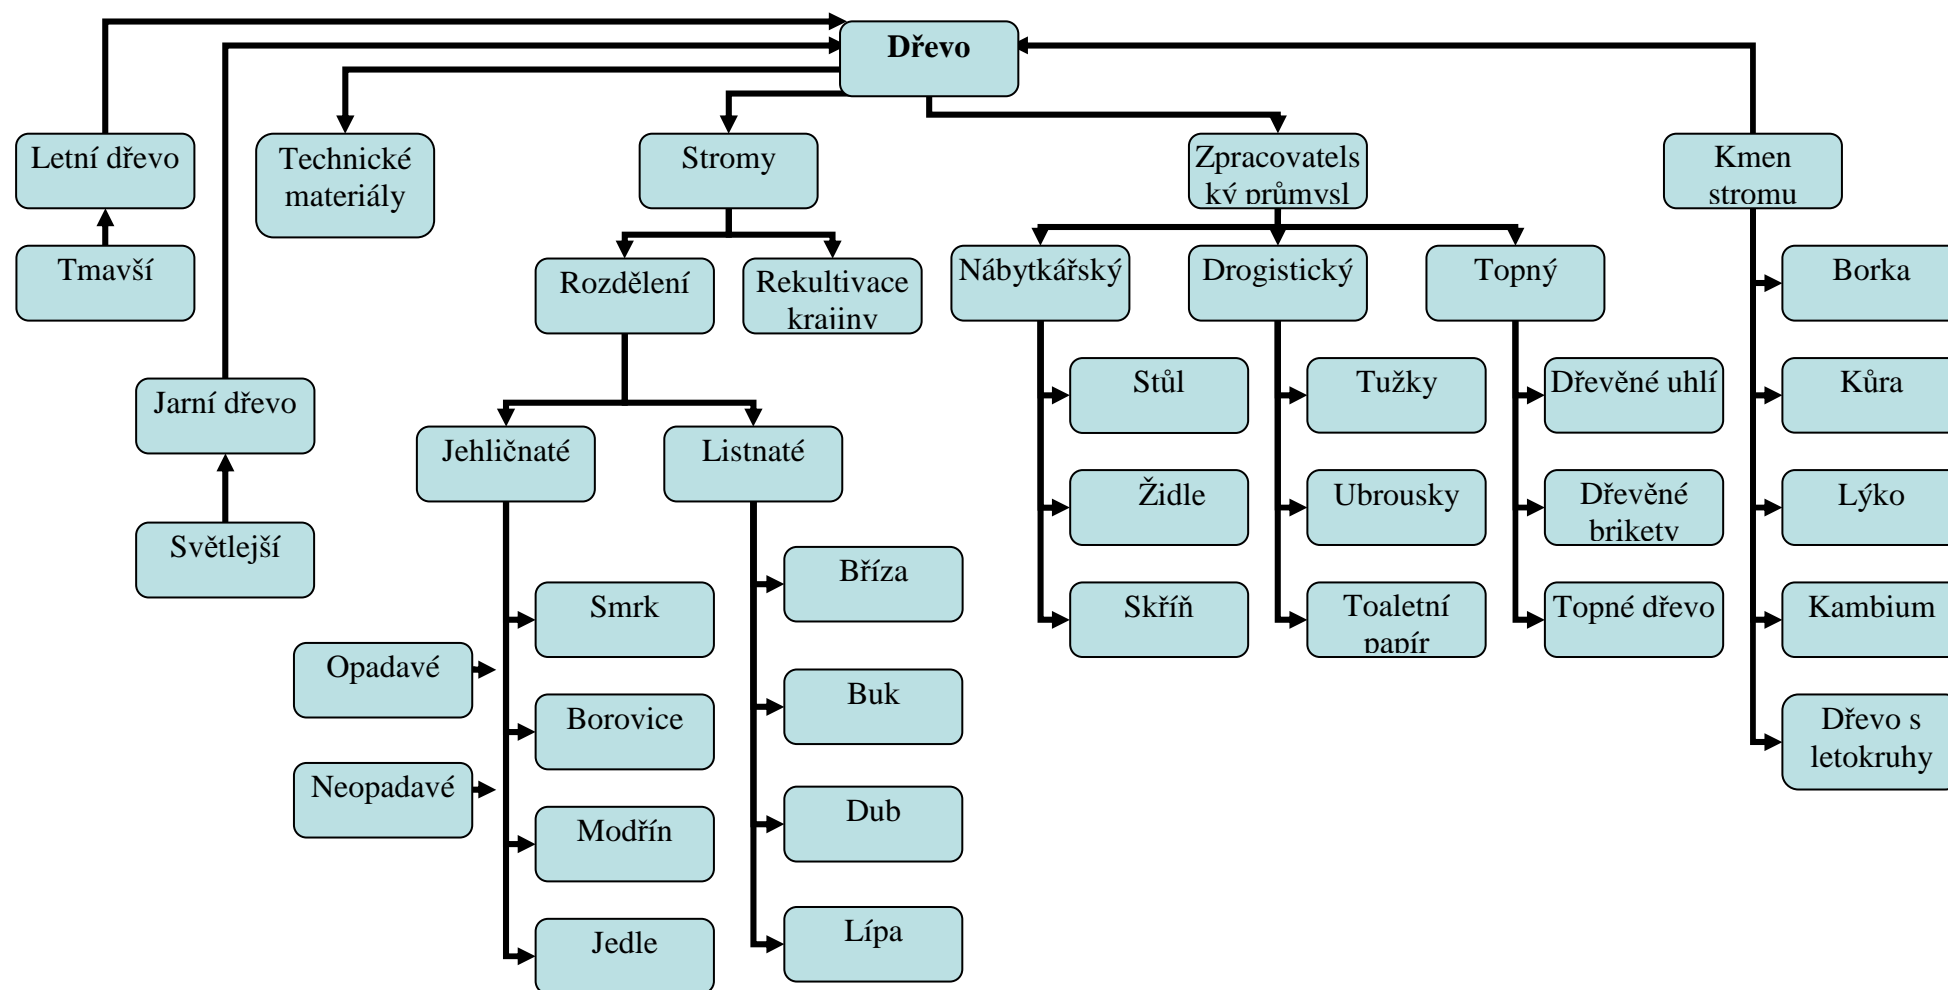 Dřevo
Letní dřevo
Technické
materiály
Stromy
Zpracovatels
ký průmysl
Kmen
stromu
Tmavší
Rozdělení
Rekultivace
krajiny
Nábytkářský
Drogistický
Topný
Borka
Jarní dřevo
Stůl
Tužky
Dřevěné uhlí
Kůra
Jehličnaté
Listnaté
Světlejší
Židle
Ubrousky
Dřevěné
brikety
Lýko
Bříza
Smrk
Skříň
Toaletní
papír
Topné dřevo
Kambium
Opadavé
Borovice
Buk
Dřevo s
letokruhy
Neopadavé
Modřín
Dub
Jedle
Lípa